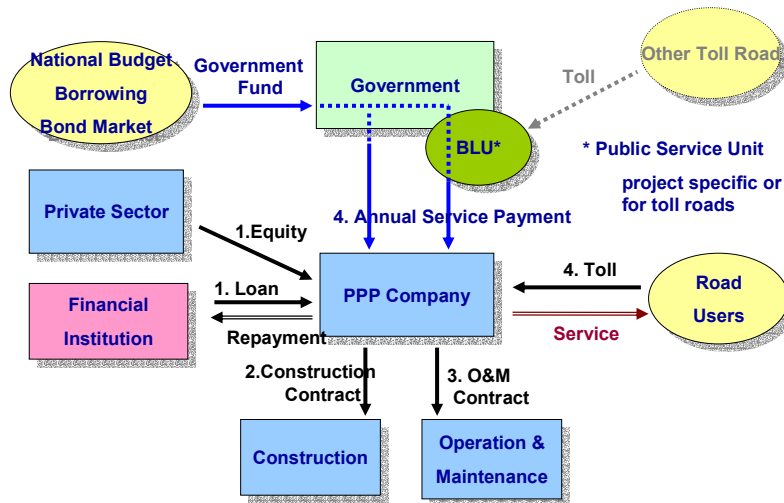 National Budget
Borrowing
Bond Market
Government
Fund
Government
Toll
Other Toll Road
BLU*
* Public Service Unit
project specific or
for toll roads
Private Sector
4. Annual Service Payment
1.Equity
1. Loan
Financial
Institution
Repayment
PPP Company
4. Toll
Road
Users
Service
2.Construction
Contract
3. O&M
Contract
Construction
Operation &
Maintenance